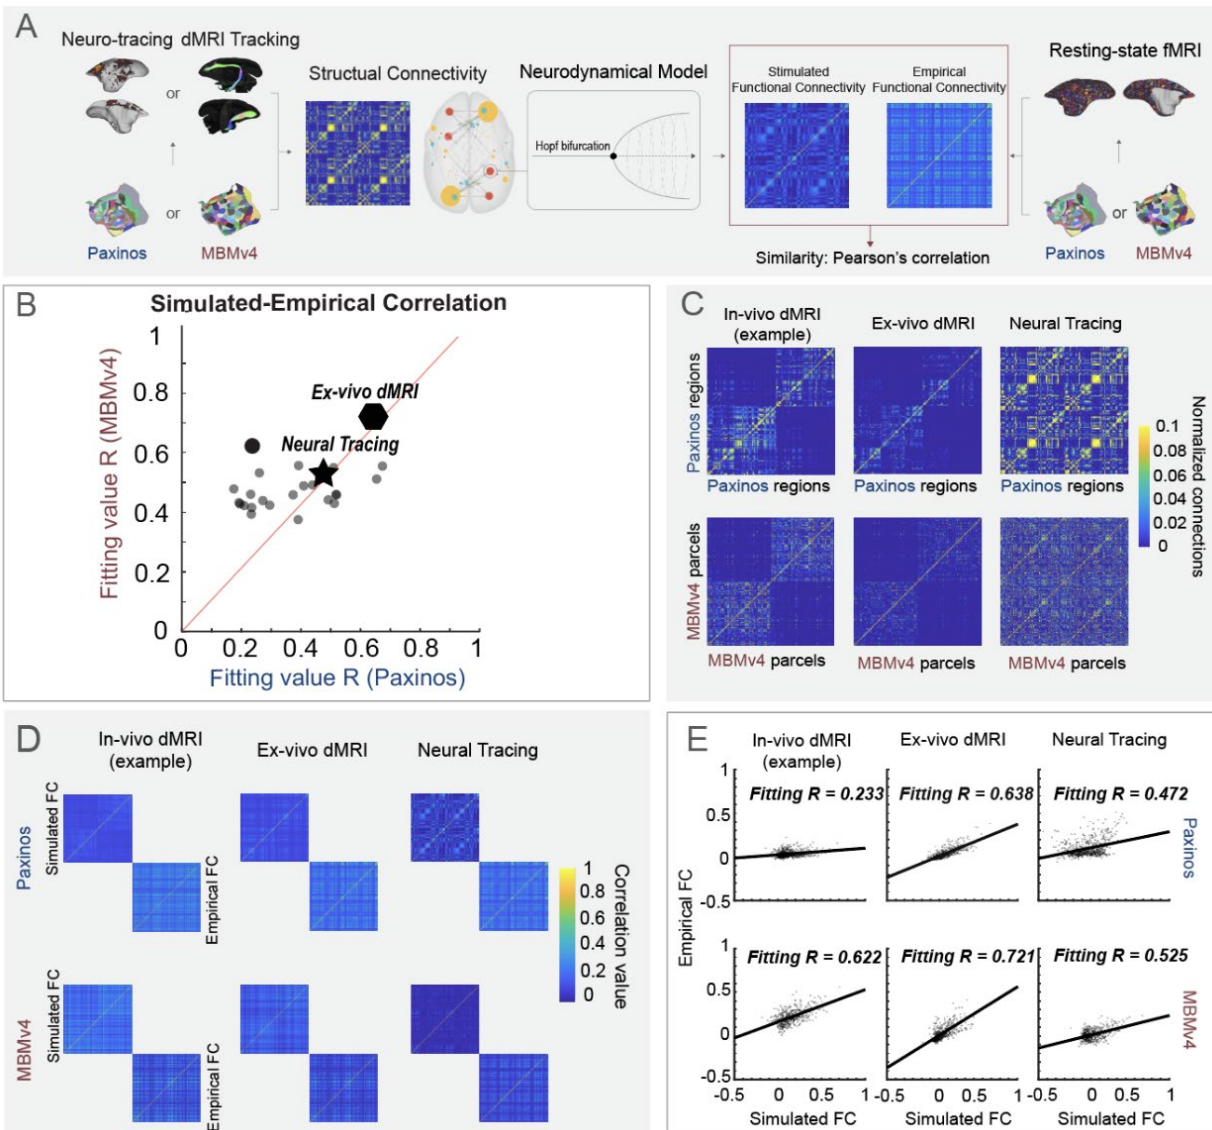 A
Neuro-tracing dMRI Tracking
or
or
Paxinos
MBMv4
Structual Connectivity
Neurodynamical Model
Hopf bifurcation
Stimulated
Functional Connectivity
Empirical
Functional Connectivity
Similarity: Pearson's correlation
Resting-state fMRI
or
Paxinos
MBMv4
B
Simulated-Empirical Correlation
Fitting value R (MBMv4)
1
0.8
0.6
0.4
0.2
0
Ex-vivo dMRI
Neural Tracing
0 0.2 0.4 0.6 0.8 1
Fitting value R (Paxinos)
C
In-vivo dMRI
(example)
Ex-vivo dMRI
Neural Tracing
Paxinos regions
Paxinos regions
Paxinos regions
Paxinos regions
MBMv4 parcels
MBMv4 parcels
MBMv4 parcels
MBMv4 parcels
0.1
0.08
0.06
0.04
0.02
0
Normalized connections
D
In-vivo dMRI
(example)
Ex-vivo dMRI
Neural Tracing
Paxinos
Simulated FC
Empirical FC
MBMv4
Simulated FC
Empirical FC
1
0.8
0.6
0.4
0.2
0
Correlation value
E
In-vivo dMRI
(example)
Ex-vivo dMRI
Neural Tracing
Empirical FC
1
0.5
0
-0.5
Fitting R = 0.233
Fitting R = 0.638
Fitting R = 0.472
Paxinos
1
0.5
0
-0.5
Fitting R = 0.622
Fitting R = 0.721
Fitting R = 0.525
MBMv4
-0.5 0 0.5 1
-0.5 0 0.5 1
-0.5 0 0.5 1
Simulated FC
Simulated FC
Simulated FC